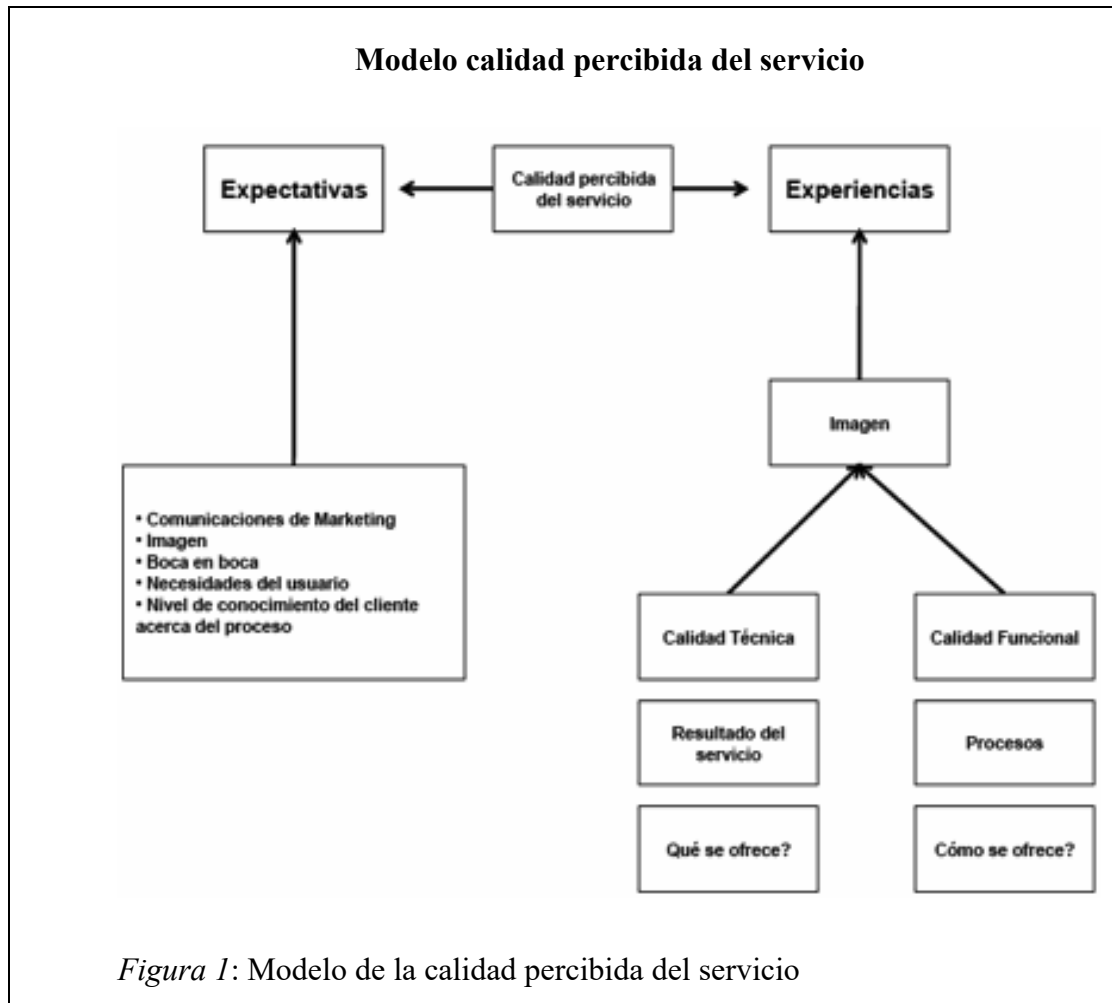 Modelo calidad percibida del servicio
Expectativas
Calidad percibida
del servicio
Experiencias
Imagen
• Comunicaciones de Marketing
• Imagen
• Boca en boca
• Necesidades del usuario
• Nivel de conocimiento del cliente
acerca del proceso
Calidad Técnica
Calidad Funcional
Resultado del
servicio
Procesos
Qué se ofrece?
Cómo se ofrece?
Figura 1: Modelo de la calidad percibida del servicio